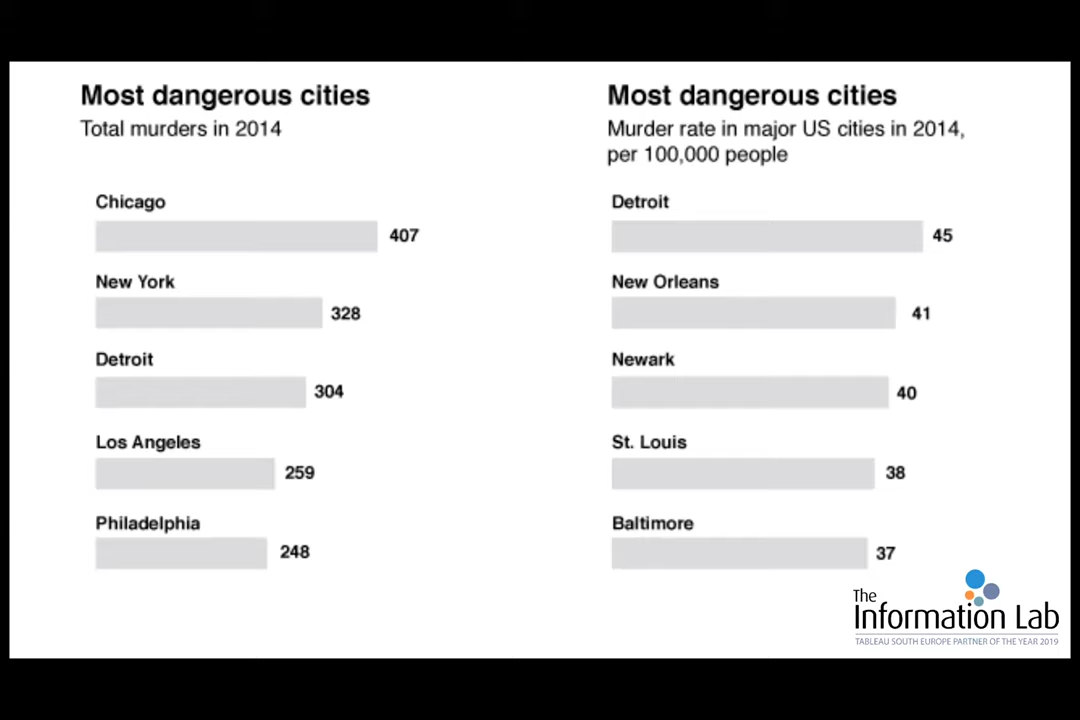 Most dangerous cities
Total murders in 2014
Chicago
407
New York
328
Detroit
304
Los Angeles
259
Philadelphia
248
Most dangerous cities
Murder rate in major US cities in 2014,
per 100,000 people
Detroit
45
New Orleans
41
Newark
40
St. Louis
38
Baltimore
37
The
Information Lab
TABLEAU SOUTH EUROPE PARTNER OF THE YEAR 2019